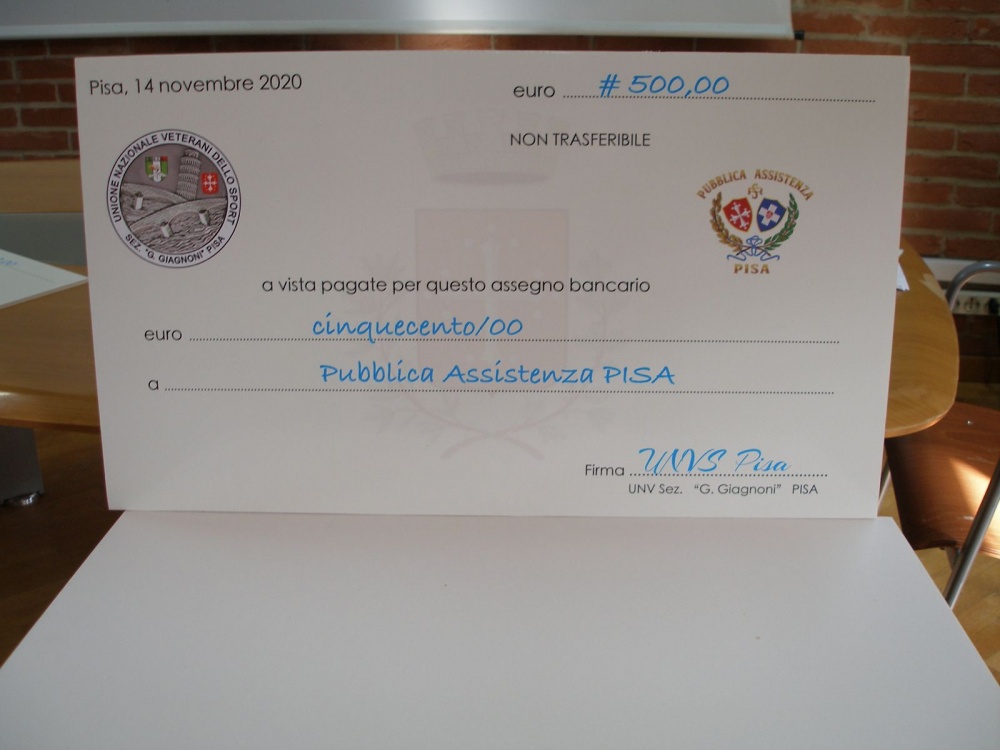 Pisa, 14 novembre 2020
euro # 500,00
NON TRASFERIBILE
UNIONE NAZIONALE VETERANI DELLO SPORT
SEZ. "G. GIAGNONI" PISA
PUBBLICA ASSISTENZA
PISA
a vista pagate per questo assegno bancario
euro cinquecento/00
a Pubblica Assistenza PISA
Firma UNVS Pisa
UNV Sez. "G. Giagnoni" PISA